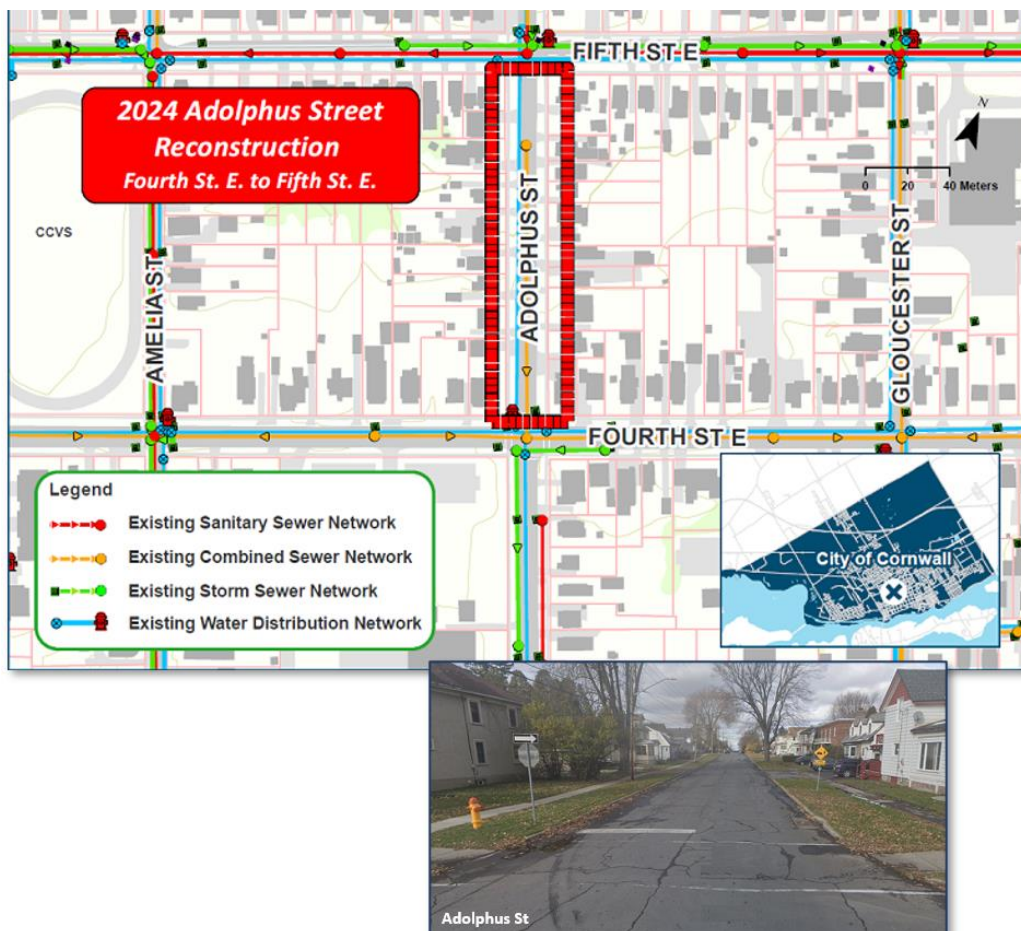 FIFTH ST E
2024 Adolphus Street
Reconstruction
Fourth St. E. to Fifth St. E.
N
0 20 40 Meters
CCVS
AMELIA ST
ADOLPHUS ST
GLOUCESTER ST
FOURTH ST E
Legend
Existing Sanitary Sewer Network
Existing Combined Sewer Network
Existing Storm Sewer Network
Existing Water Distribution Network
City of Cornwall
Adolphus St